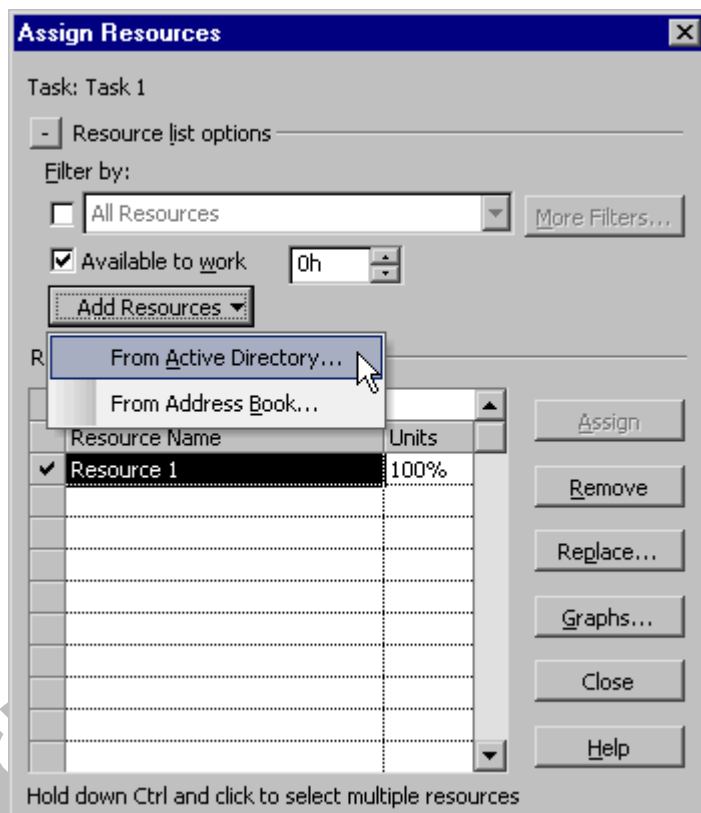 Assign Resources
Task: Task 1
- Resource list options
Filter by:
All Resources
More Filters...
Available to work
0h
Add Resources
From Active Directory...
From Address Book...
Resource Name Units
Resource 1 100%
Assign
Remove
Replace...
Graphs...
Close
Help
Hold down Ctrl and click to select multiple resources